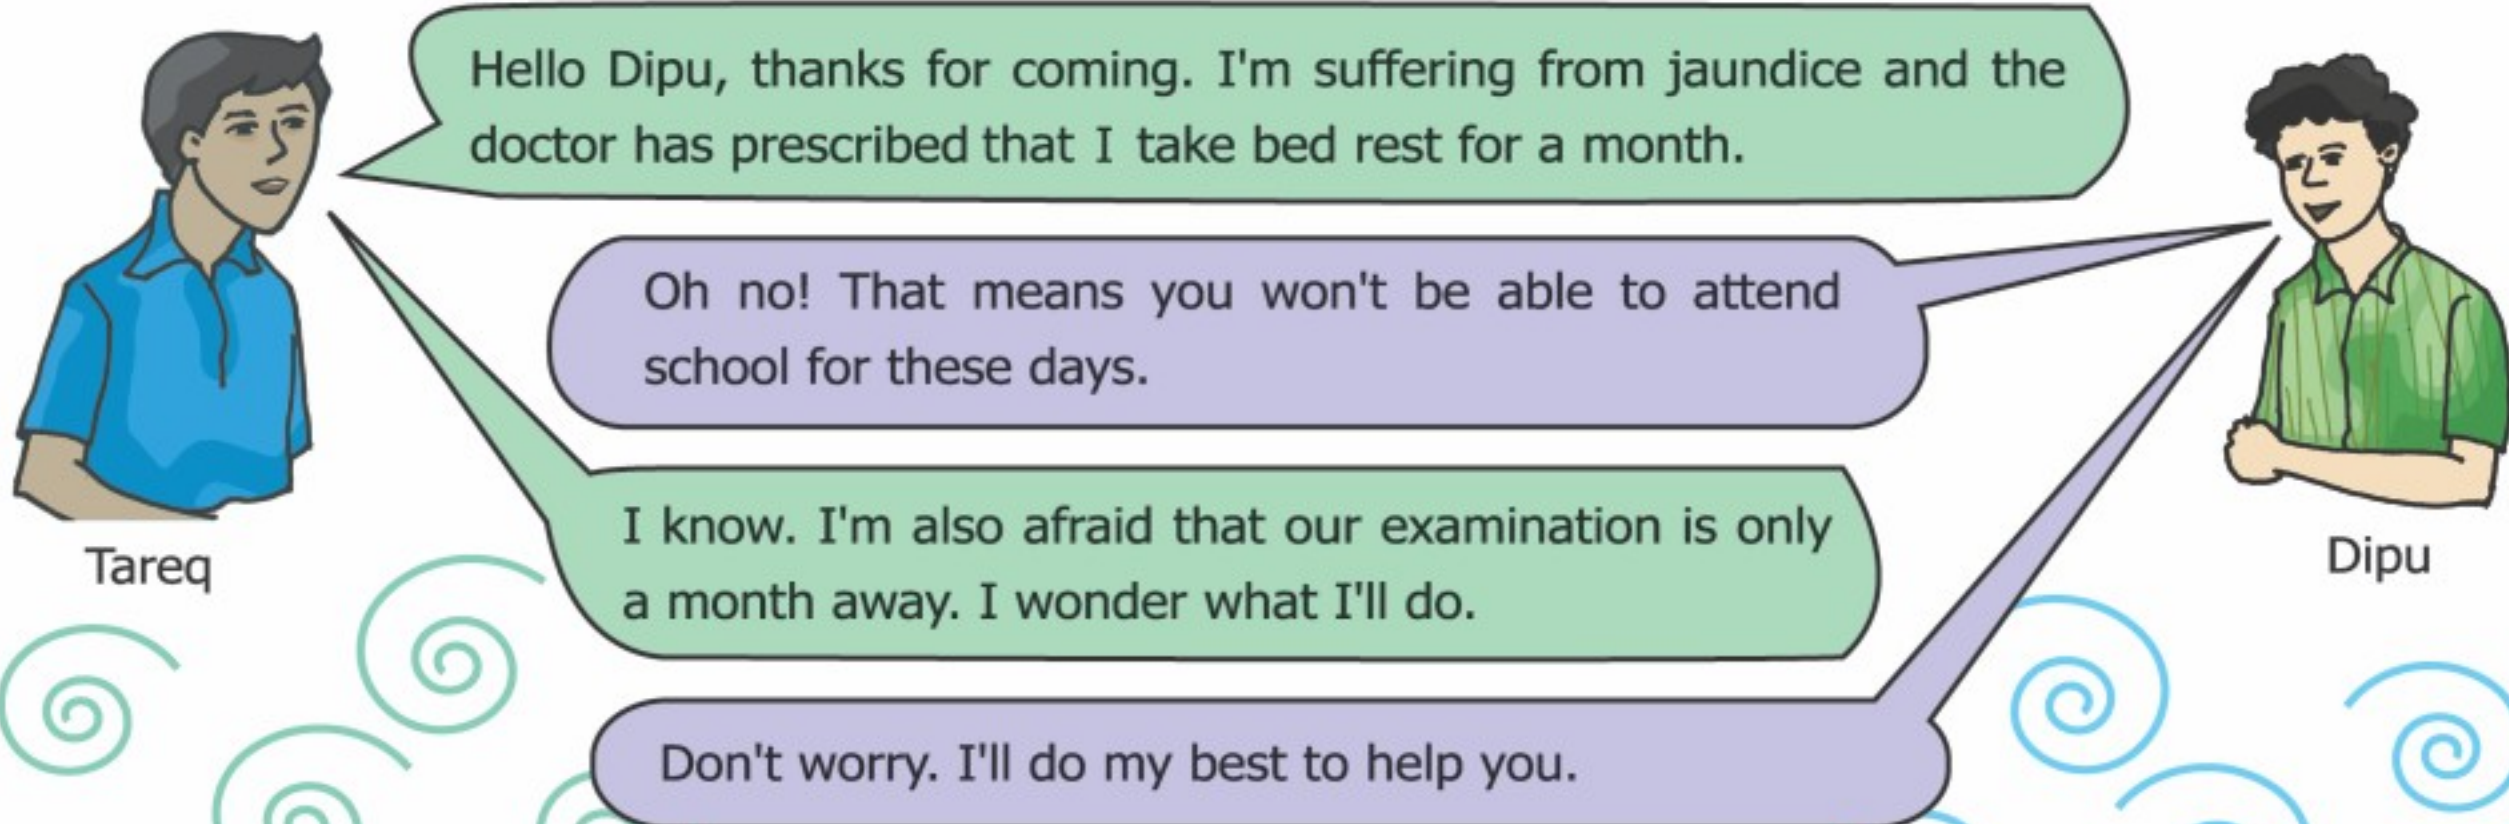 Hello Dipu, thanks for coming. I'm suffering from jaundice and the
doctor has prescribed that I take bed rest for a month.
Oh no! That means you won't be able to attend
school for these days.
I know. I'm also afraid that our examination is only
a month away. I wonder what I'll do.
Tareq
Dipu
Don't worry. I'll do my best to help you.